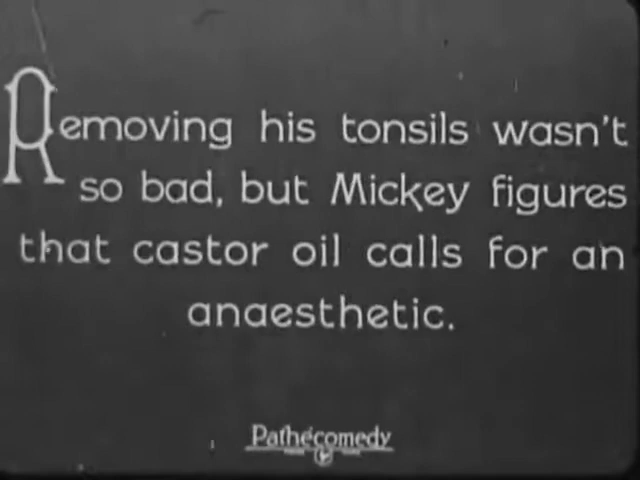 Removing his tonsils wasn't
so bad, but Mickey figures
that castor oil calls for an
anaesthetic.
Pathécomedy